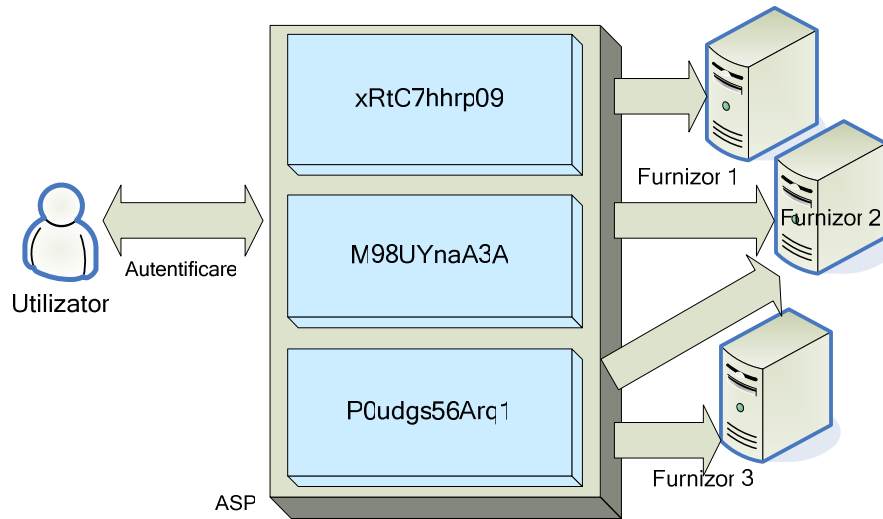 xRtC7hhrp09
Furnizor 1
Furnizor 2
M98UYnaA3A
Autentificare
Utilizator
P0udgs56Arq1
Furnizor 3
ASP